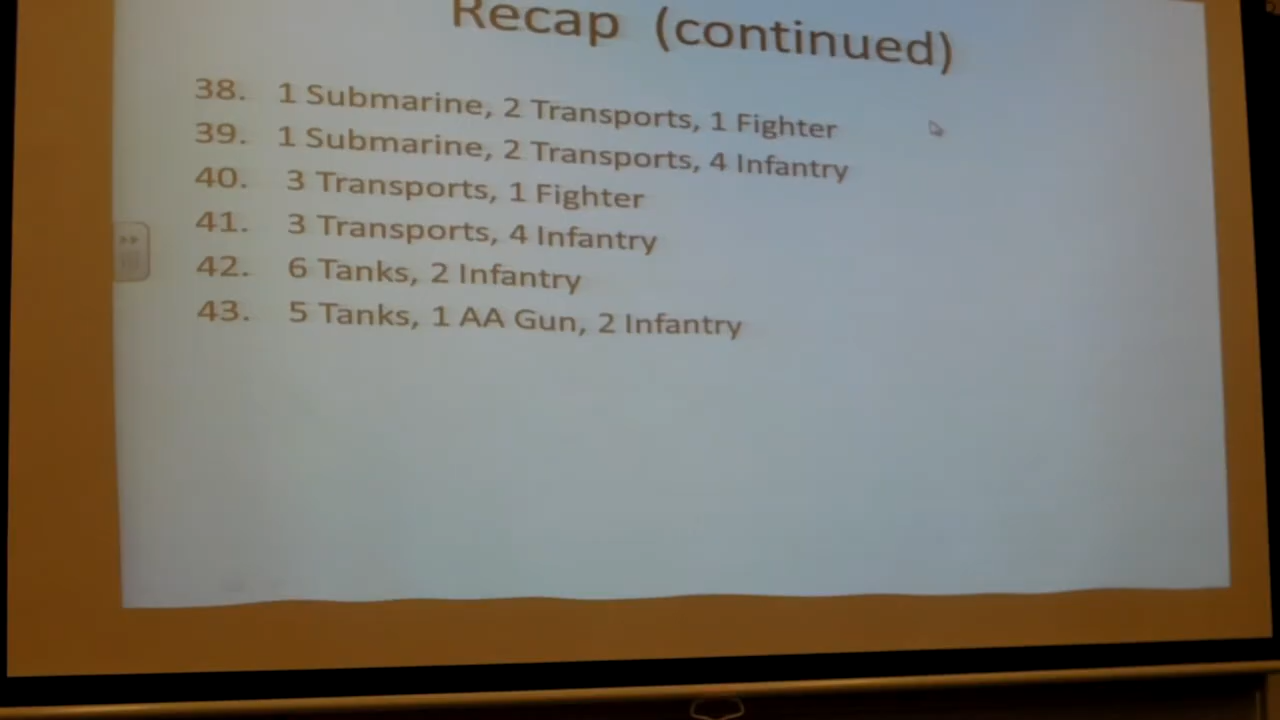 Recap (continued)
38. 1 Submarine, 2 Transports, 1 Fighter
39. 1 Submarine, 2 Transports, 4 Infantry
40. 3 Transports, 1 Fighter
41. 3 Transports, 4 Infantry
42. 6 Tanks, 2 Infantry
43. 5 Tanks, 1 AA Gun, 2 Infantry